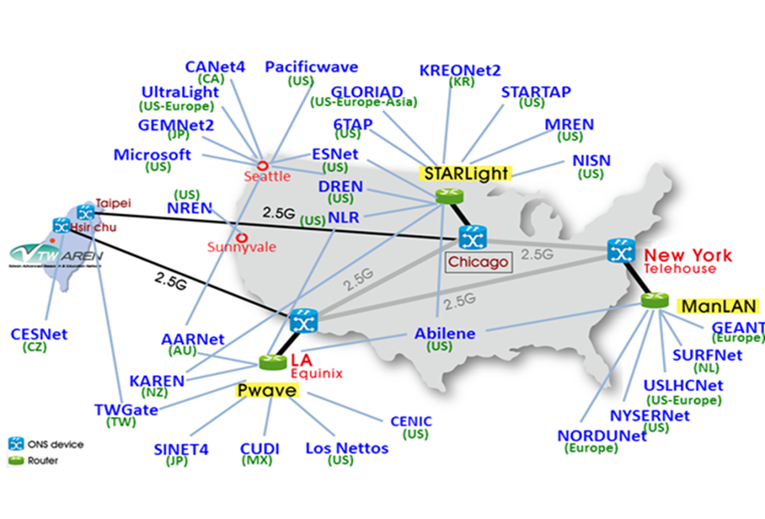 CANet4
(CA)
Pacificwave
(US)
UltraLight
(US-Europe)
GLORIAD
(US-Europe-Asia)
KREONet2
(KR)
STARTAP
(US)
GEMNet2
(JP)
6TAP
(US)
MREN
(US)
Microsoft
(US)
ESNet
(US)
NISN
(US)
Seattle
STARLight
DREN
(US)
(US)
NREN
(US) NLR
Taipei
2.5G
Sunnyvale
Chicago
2.5G
New York
Telehouse
TWAREN
2.5G
2.5G
2.5G
ManLAN
CESNet
(CZ)
AARNet
(AU)
Abilene
(US)
GEANT
(Europe)
LA
Equinix
SURFNet
(NL)
KAREN
(NZ)
Pwave
USLHCNet
(US-Europe)
TWGate
(TW)
CENIC
(US)
NYSERNet
(US)
NORDUNet
(Europe)
SINET4
(JP)
CUDI
(MX)
Los Nettos
(US)
ONS device
Router